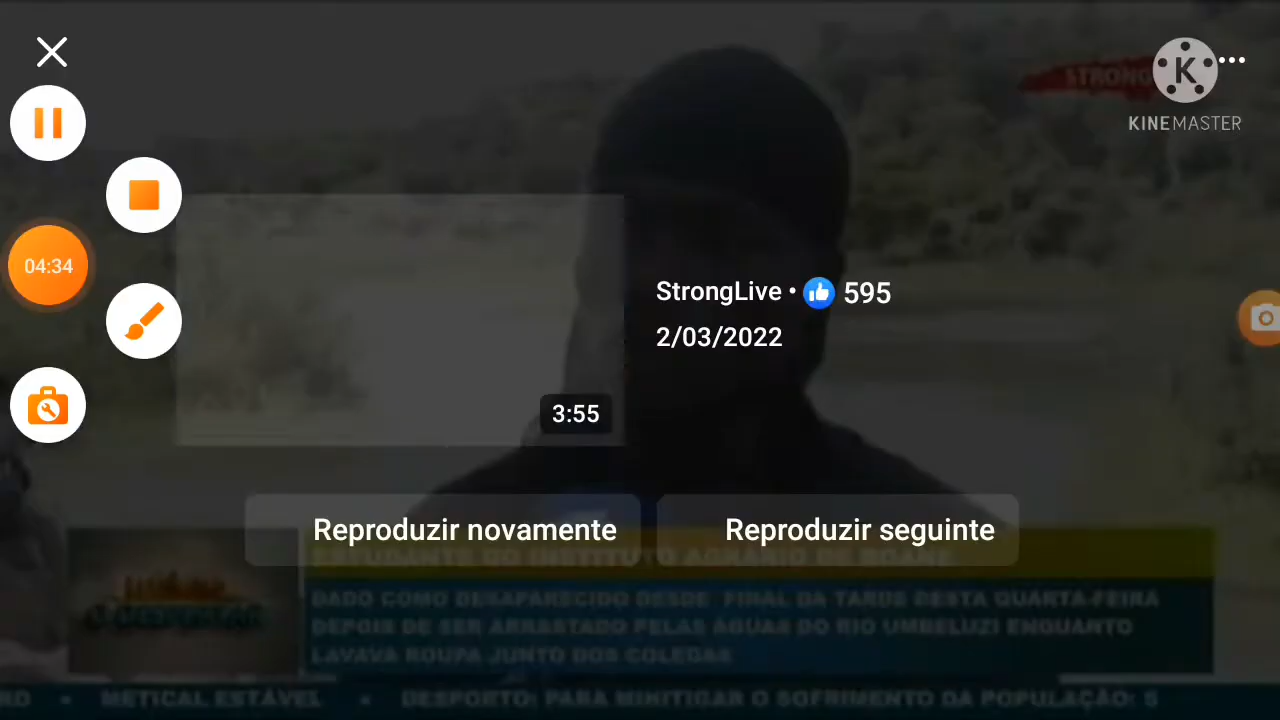 STRONG
K
KINEMASTER
04:34
StrongLive • 595
2/03/2022
3:55
Reproduzir novamente
Reproduzir seguinte
ESTUDANTE DO INSTITUTO AGRÁRIO DE BOANE
DADO COMO DESAPARECIDO DESDE FINAL DA TARDE DESTA QUARTA-FEIRA
DEPOIS DE SER ARRASTADO PELAS ÁGUAS DO RIO UMBELUZI ENQUANTO
LAVAVA ROUPA JUNTO DOS COLEGAS
METICAL ESTÁVEL • DESPORTO: PARA MINITIGAR O SOFRIMENTO DA POPULAÇÃO: S